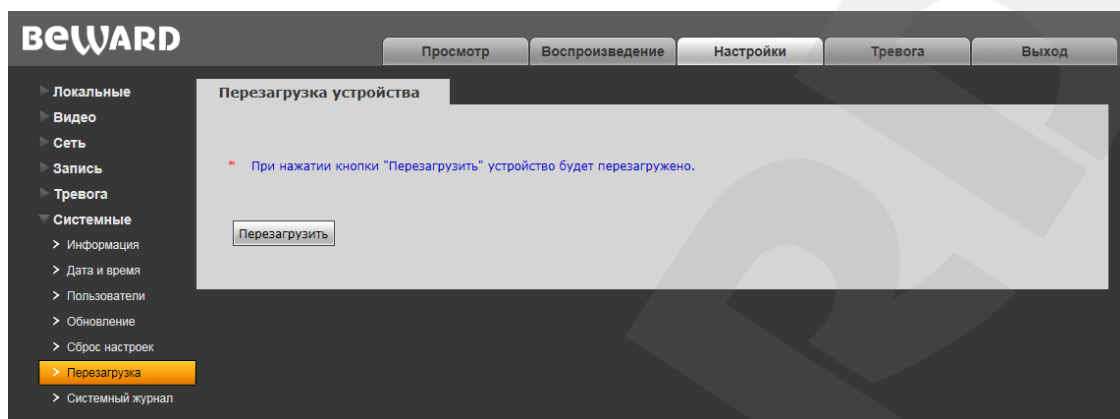 BEWARD
Просмотр Воспроизведение Настройки Тревога Выход
Локальные
Видео
Сеть
Запись
Тревога
Системные
> Информация
> Дата и время
> Пользователи
> Обновление
> Сброс настроек
> Перезагрузка
> Системный журнал
Перезагрузка устройства
* При нажатии кнопки "Перезагрузить" устройство будет перезагружено.
Перезагрузить